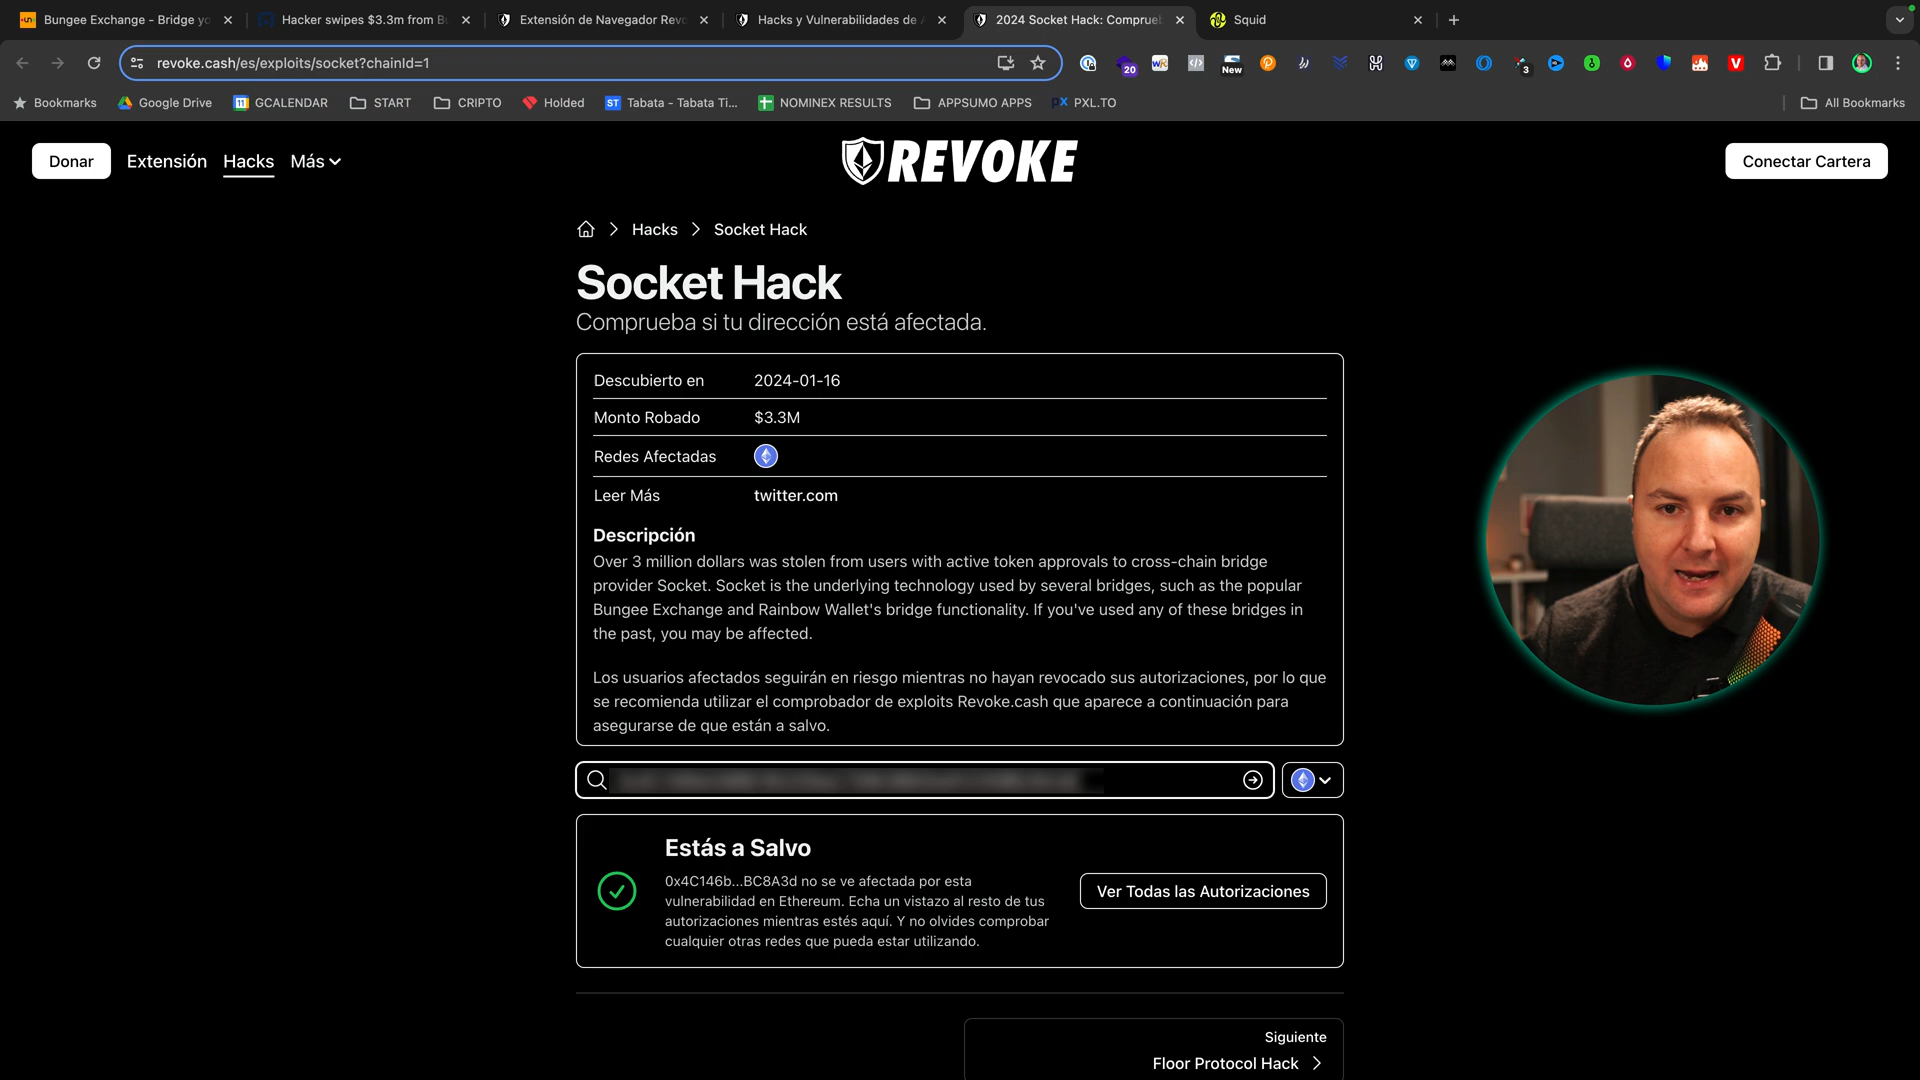 Bungee Exchange - Bridge yo
Hacker swipes $3.3m from B
Extensión de Navegador Rev
Hacks y Vulnerabilidades de
2024 Socket Hack: Comprue
Squid
revoke.cash/es/exploits/socket?chainId=1
20
New
3
Bookmarks
Google Drive
GCALENDAR
START
CRIPTO
Holded
Tabata - Tabata Ti...
NOMINEX RESULTS
APPSUMO APPS
PXL.TO
All Bookmarks
Donar
Extensión
Hacks
Más
REVOKE
Conectar Cartera
Hacks
Socket Hack
Socket Hack
Comprueba si tu dirección está afectada.
Descubierto en 2024-01-16
Monto Robado $3.3M
Redes Afectadas
Leer Más twitter.com
Descripción
Over 3 million dollars was stolen from users with active token approvals to cross-chain bridge
provider Socket. Socket is the underlying technology used by several bridges, such as the popular
Bungee Exchange and Rainbow Wallet's bridge functionality. If you've used any of these bridges in
the past, you may be affected.
Los usuarios afectados seguirán en riesgo mientras no hayan revocado sus autorizaciones, por lo que
se recomienda utilizar el comprobador de exploits Revoke.cash que aparece a continuación para
asegurarse de que están a salvo.
Estás a Salvo
0x4C146b...BC8A3d no se ve afectada por esta
vulnerabilidad en Ethereum. Echa un vistazo al resto de tus
autorizaciones mientras estés aquí. Y no olvides comprobar
cualquier otras redes que pueda estar utilizando.
Ver Todas las Autorizaciones
Siguiente
Floor Protocol Hack